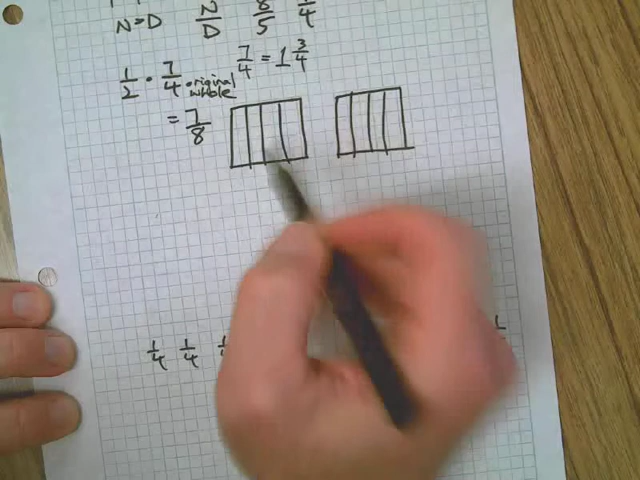 N=D N/D 8/5 /4
7/4 = 1 3/4
1/2 • 7/4 • original whole
= 7/8
1/4 1/4